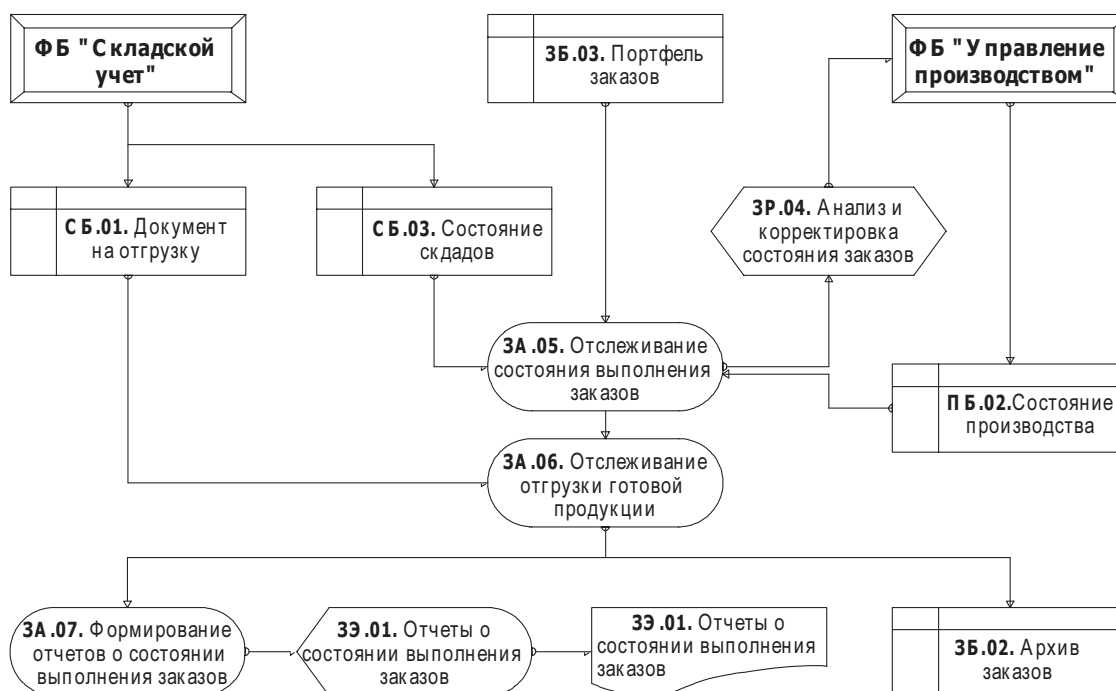 ФБ "Складской
учет"
ЗБ.03. Портфель
заказов
ФБ "Управление
производством"
СБ.01. Документ
на отгрузку
СБ.03. Состояние
скдадов
ЗР.04. Анализ и
корректировка
состояния заказов
ЗА.05. Отслеживание
состояния выполнения
заказов
ПБ.02.Состояние
производства
ЗА.06. Отслеживание
отгрузки готовой
продукции
ЗА.07. Формирование
отчетов о состоянии
выполнения заказов
ЗЭ.01. Отчеты о
состоянии выполнения
заказов
ЗЭ.01. Отчеты о
состоянии выполнения
заказов
ЗБ.02. Архив
заказов